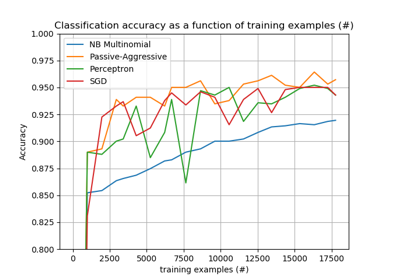 Classification accuracy as a function of training examples (#)
1.000
0.975
0.950
0.925
0.900
0.875
0.850
0.825
0.800
Accuracy
NB Multinomial
Passive-Aggressive
Perceptron
SGD
0 2500 5000 7500 10000 12500 15000 17500
training examples (#)